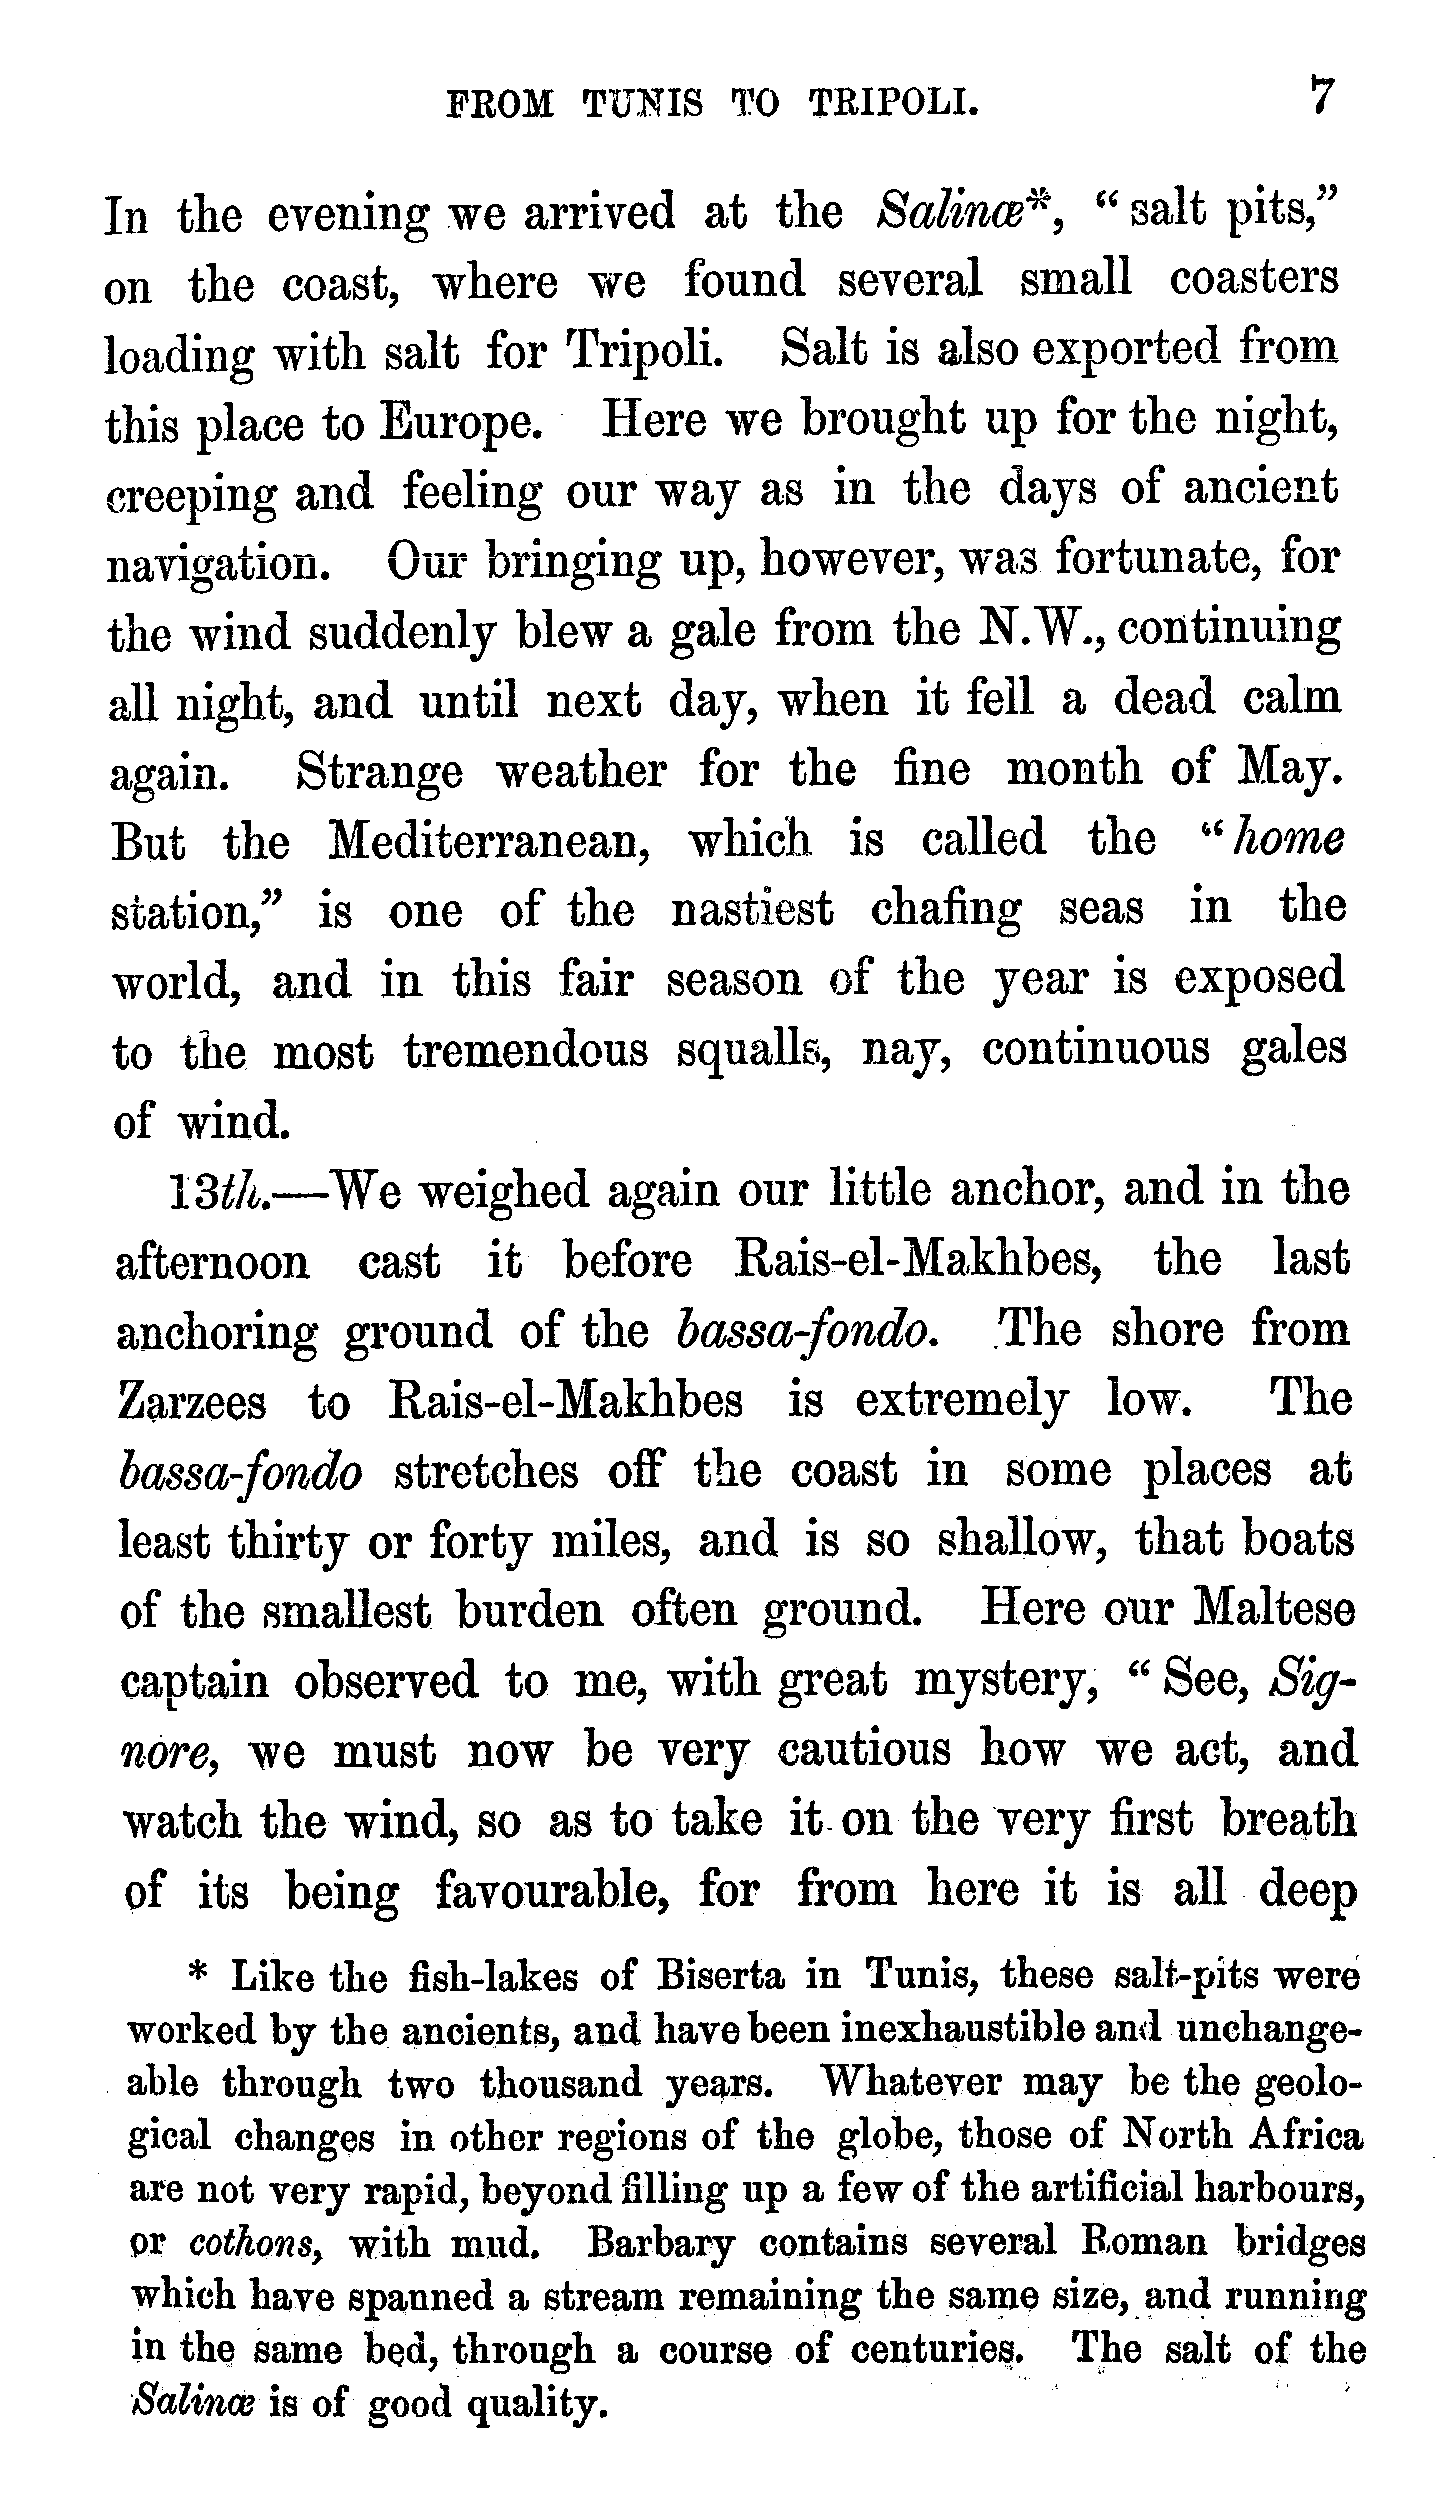 FROM TUNIS TO TRIPOLI. 7
In the evening we arrived at the Salinæ*, “salt pits,”
on the coast, where we found several small coasters
loading with salt for Tripoli. Salt is also exported from
this place to Europe. Here we brought up for the night,
creeping and feeling our way as in the days of ancient
navigation. Our bringing up, however, was fortunate, for
the wind suddenly blew a gale from the N.W., continuing
all night, and until next day, when it fell a dead calm
again. Strange weather for the fine month of May.
But the Mediterranean, which is called the “home
station,” is one of the nastiest chafing seas in the
world, and in this fair season of the year is exposed
to the most tremendous squalls, nay, continuous gales
of wind.
13th.—We weighed again our little anchor, and in the
afternoon cast it before Rais-el-Makhbes, the last
anchoring ground of the bassa-fondo. The shore from
Zarzees to Rais-el-Makhbes is extremely low. The
bassa-fondo stretches off the coast in some places at
least thirty or forty miles, and is so shallow, that boats
of the smallest burden often ground. Here our Maltese
captain observed to me, with great mystery, “See, Sig-
nore, we must now be very cautious how we act, and
watch the wind, so as to take it on the very first breath
of its being favourable, for from here it is all deep
* Like the fish-lakes of Biserta in Tunis, these salt-pits were
worked by the ancients, and have been inexhaustible and unchange-
able through two thousand years. Whatever may be the geolo-
gical changes in other regions of the globe, those of North Africa
are not very rapid, beyond filling up a few of the artificial harbours,
or cothons, with mud. Barbary contains several Roman bridges
which have spanned a stream remaining the same size, and running
in the same bed, through a course of centuries. The salt of the
Salinæ is of good quality.